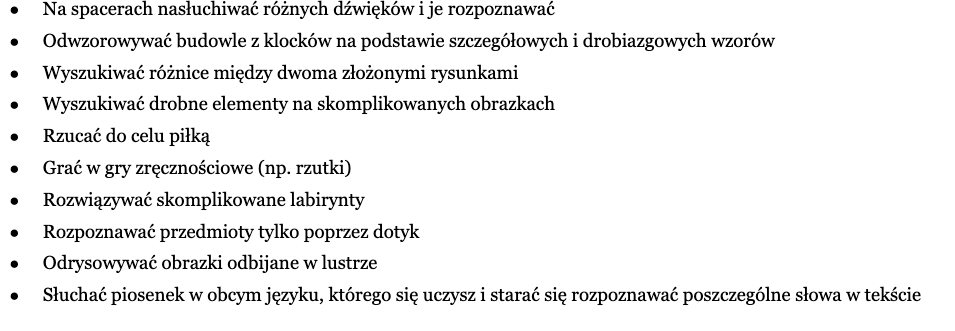 • Na spacerach nasłuchiwać różnych dźwięków i je rozpoznawać
• Odwzorowywać budowle z klocków na podstawie szczegółowych i drobiazgowych wzorów
• Wyszukiwać różnice między dwoma złożonymi rysunkami
• Wyszukiwać drobne elementy na skomplikowanych obrazkach
• Rzucać do celu piłką
• Grać w gry zręcznościowe (np. rzutki)
• Rozwiązywać skomplikowane labirynty
• Rozpoznawać przedmioty tylko poprzez dotyk
• Odrysowywać obrazki odbijane w lustrze
• Słuchać piosenek w obcym języku, którego się uczysz i starać się rozpoznawać poszczególne słowa w tekście